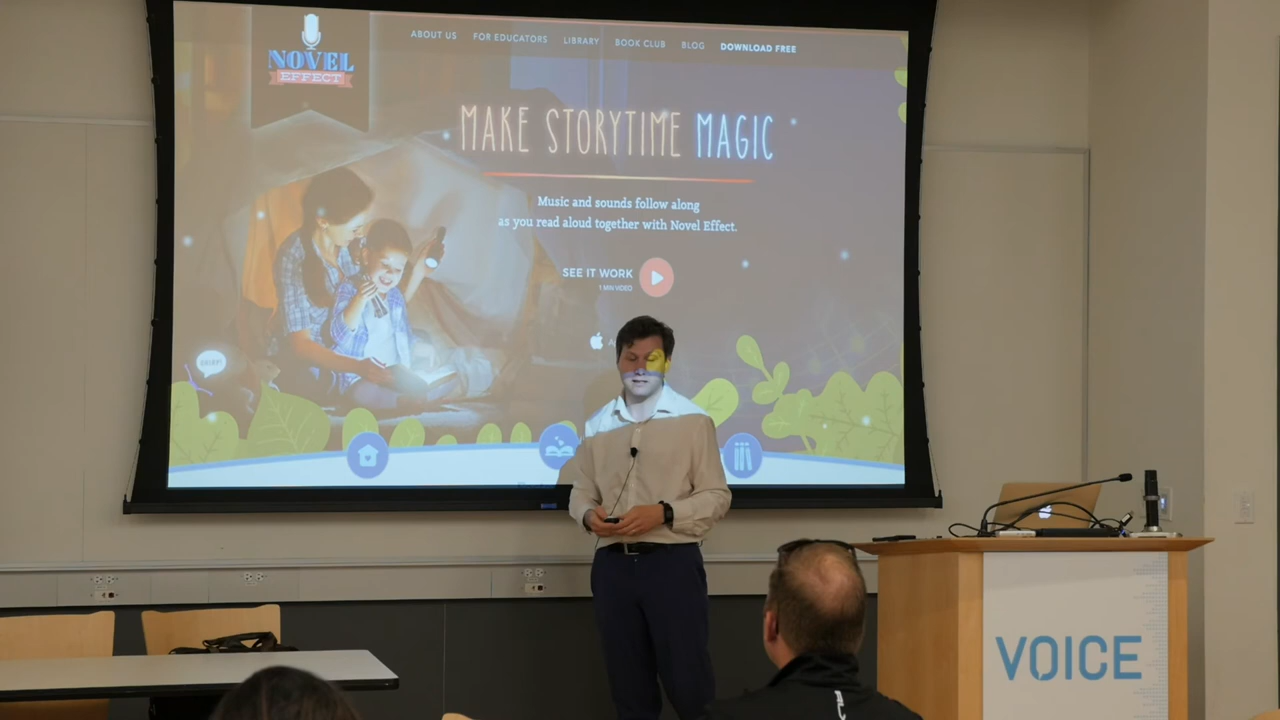 NOVEL
EFFECT
ABOUT US FOR EDUCATORS LIBRARY BOOK CLUB BLOG DOWNLOAD FREE
MAKE STORYTIME MAGIC
Music and sounds follow along
as you read aloud together with Novel Effect.
SEE IT WORK
1 MIN VIDEO
VOICE